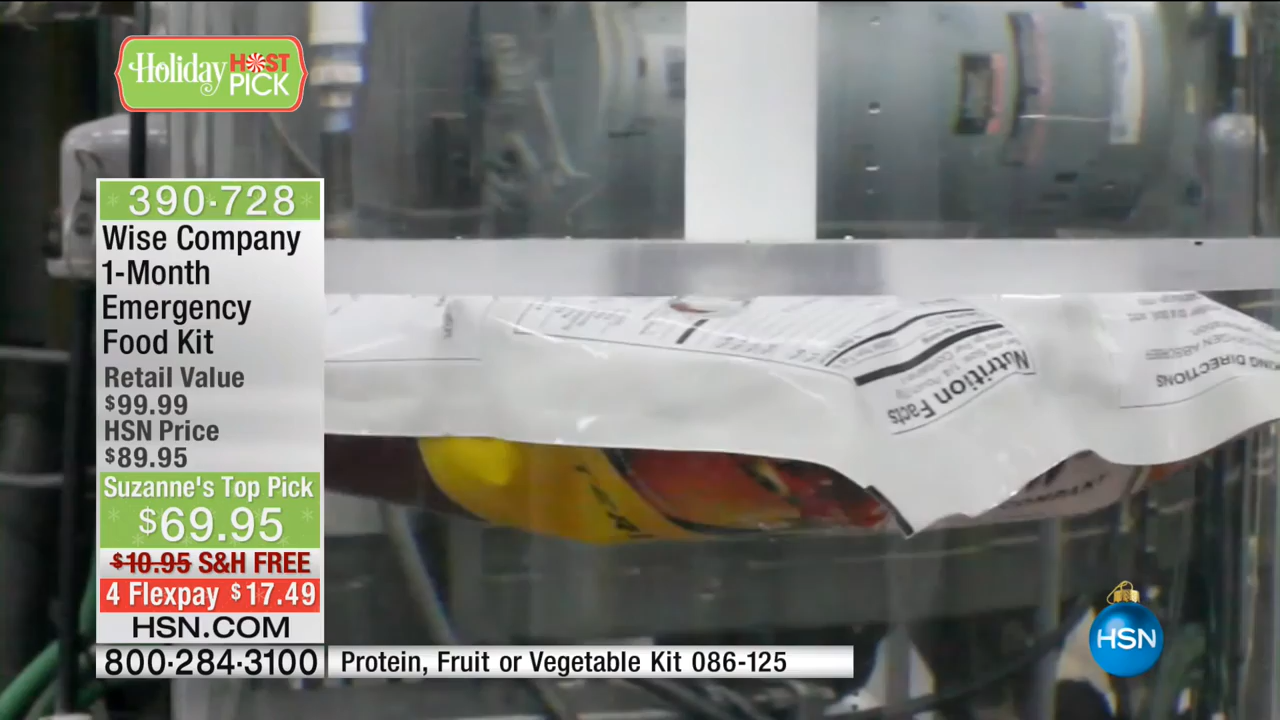 Holiday HOST
PICK
390·728
Wise Company
1-Month
Emergency
Food Kit
Retail Value
$99.99
HSN Price
$89.95
Suzanne's Top Pick
$69.95
$10.95 S&H FREE
4 Flexpay $17.49
HSN.COM
800·284·3100
Protein, Fruit or Vegetable Kit 086-125
HSN
Nutrition Facts
KING DIRECTIONS